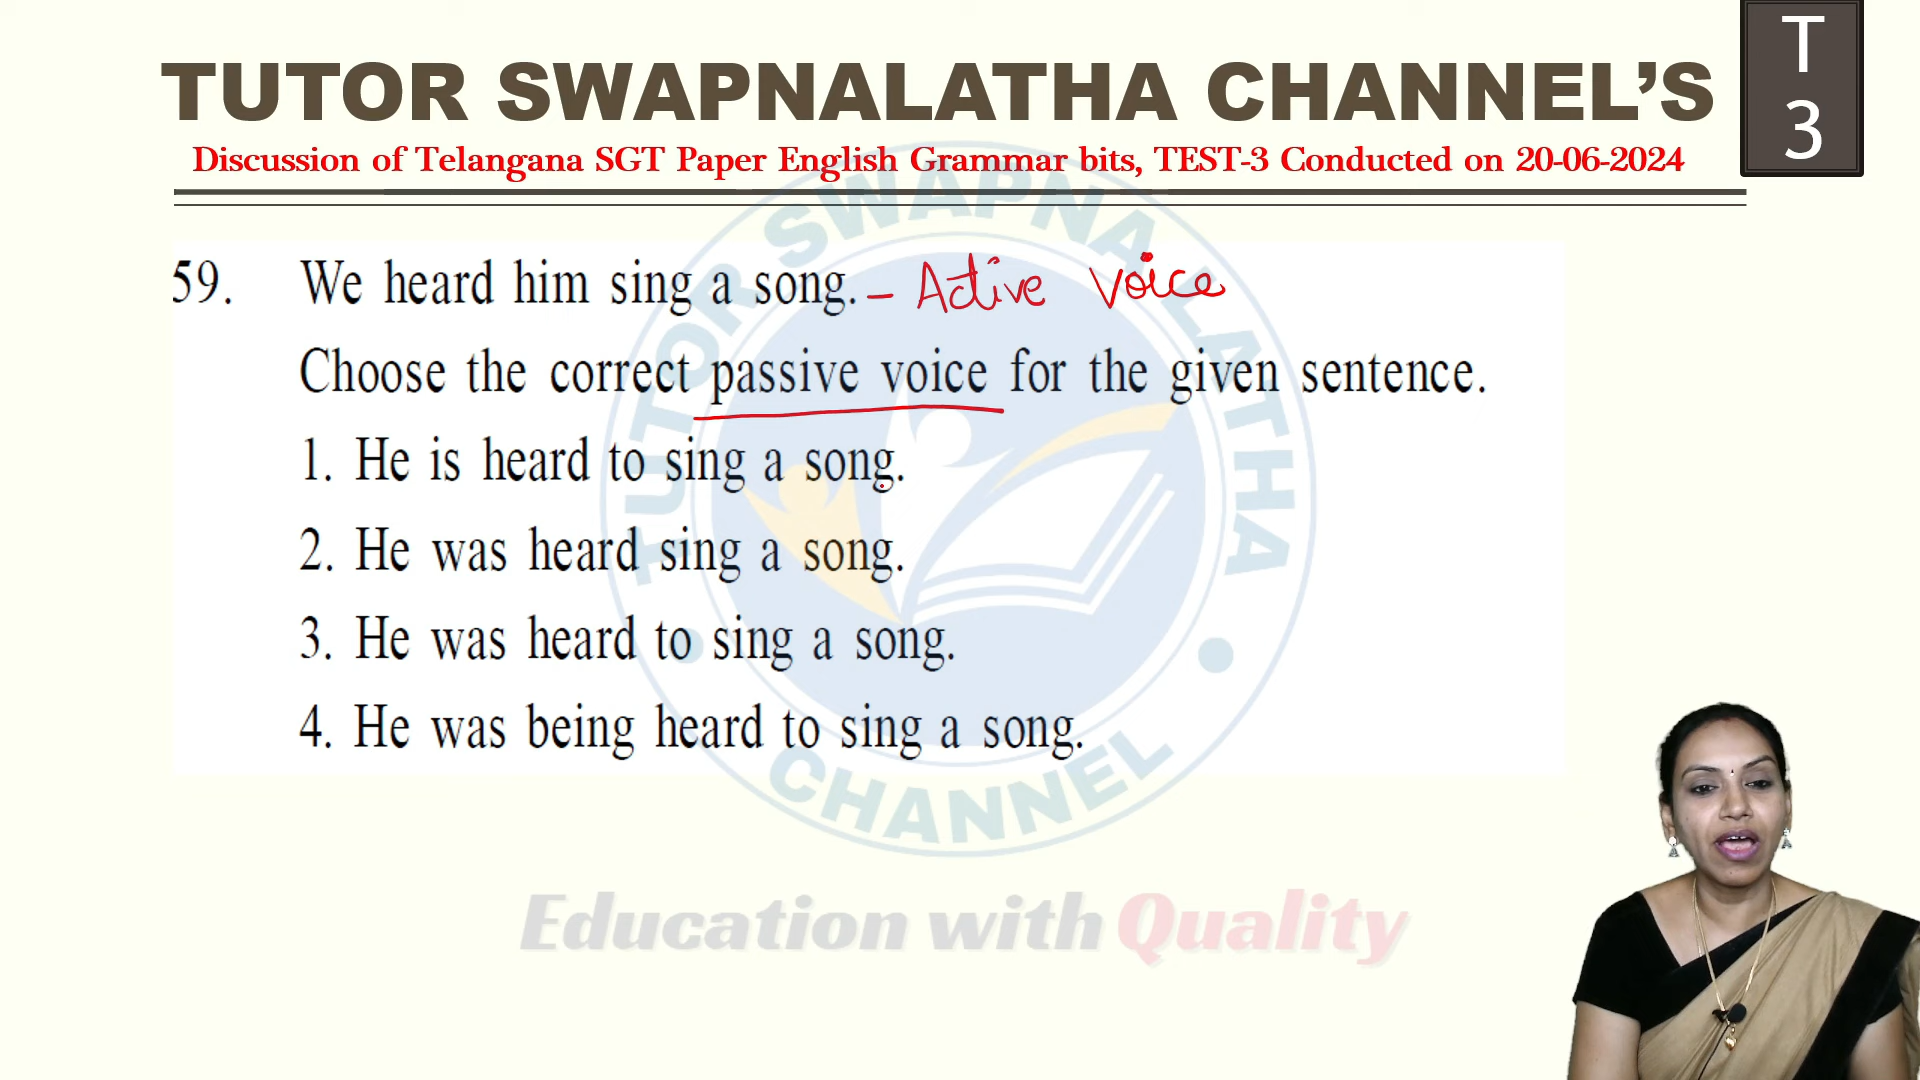 T
3
TUTOR SWAPNALATHA CHANNEL'S
Discussion of Telangana SGT Paper English Grammar bits, TEST-3 Conducted on 20-06-2024
59. We heard him sing a song. – Active Voice
Choose the correct passive voice for the given sentence.
1. He is heard to sing a song.
2. He was heard sing a song.
3. He was heard to sing a song.
4. He was being heard to sing a song.
TUTOR SWAPNALATHA
CHANNEL
Education with Quality